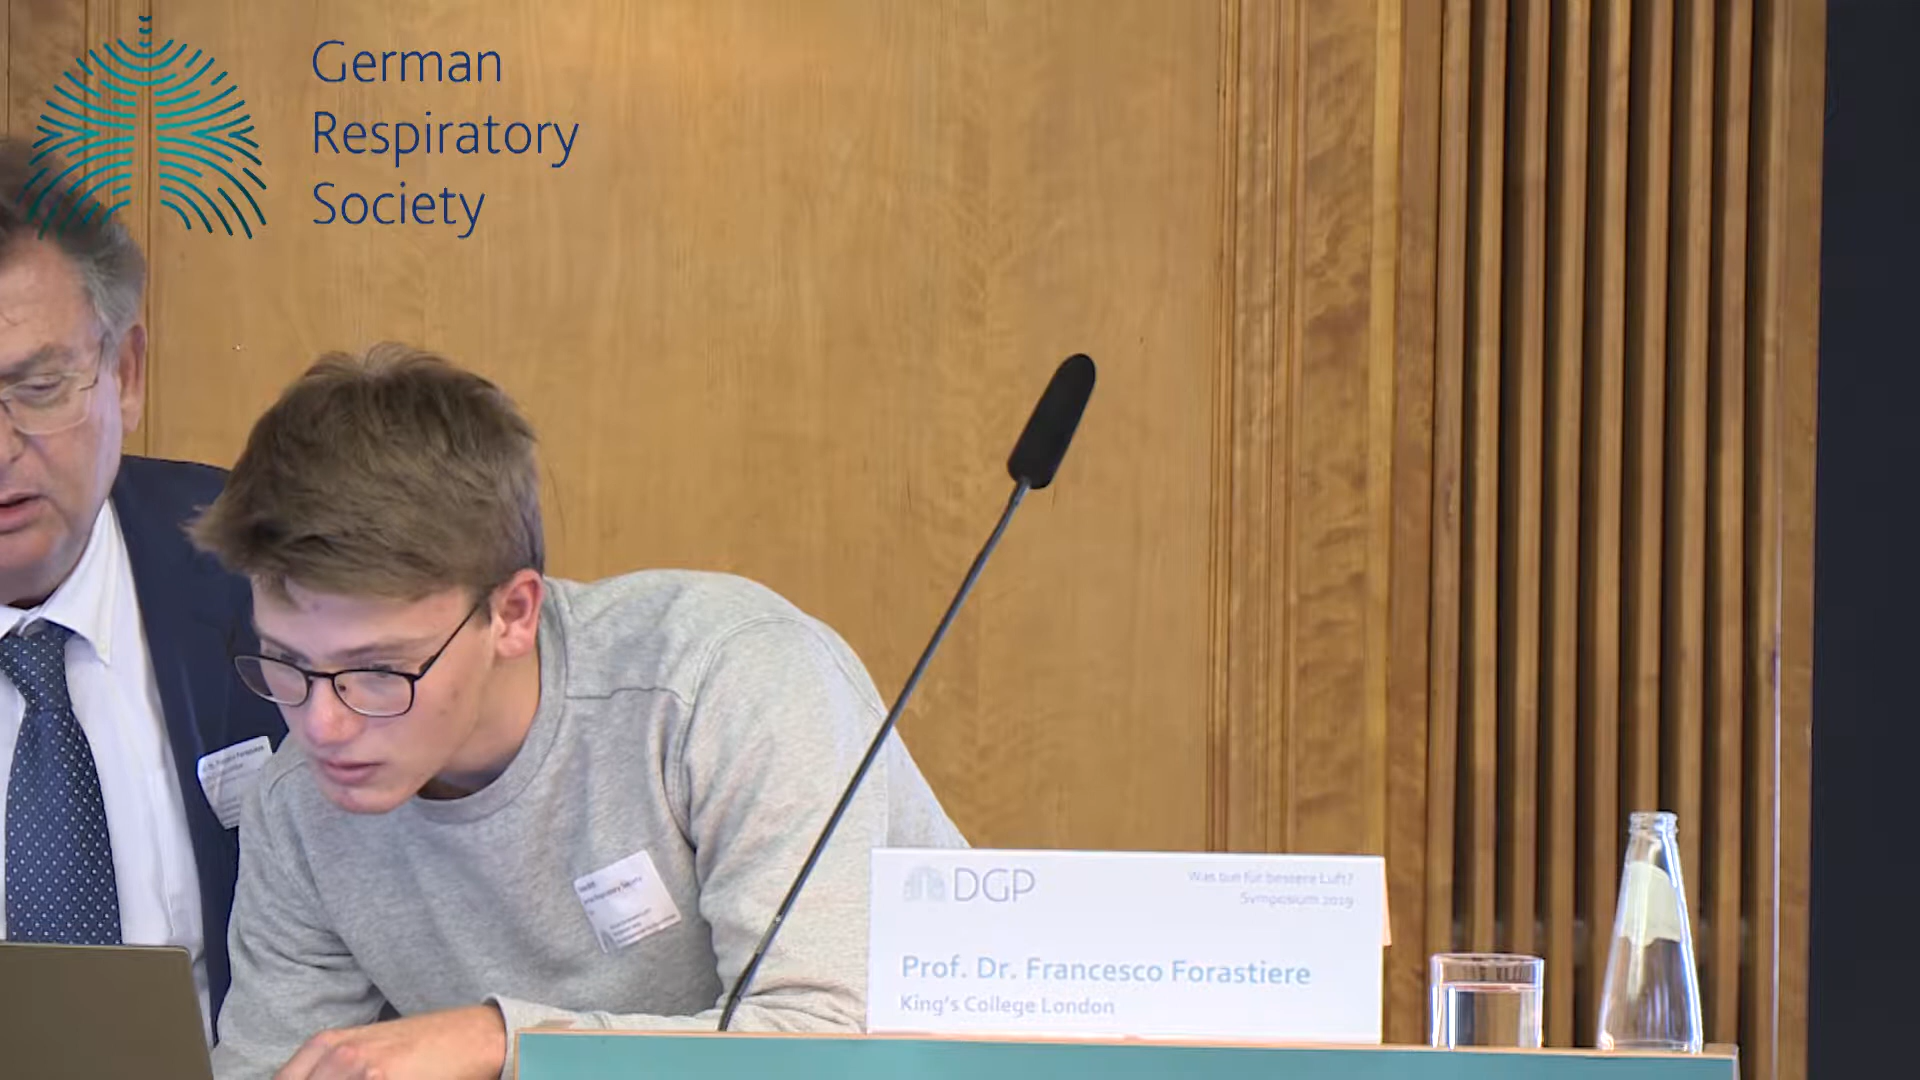 German
Respiratory
Society
DGP
Was tun für bessere Luft?
Symposium 2019
Prof. Dr. Francesco Forastiere
King's College London